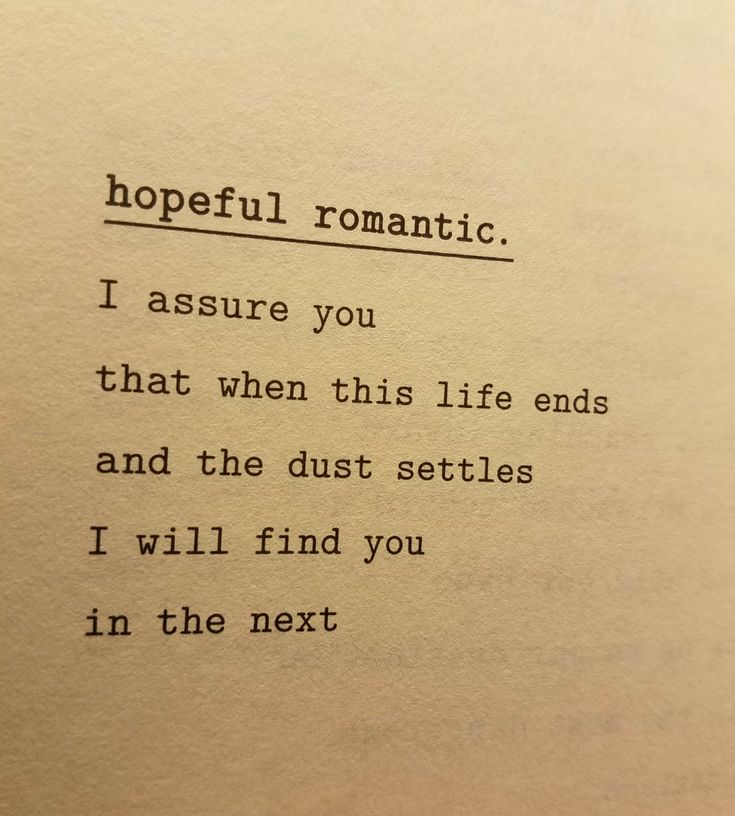 hopeful romantic.
I assure you
that when this life ends
and the dust settles
I will find you
in the next